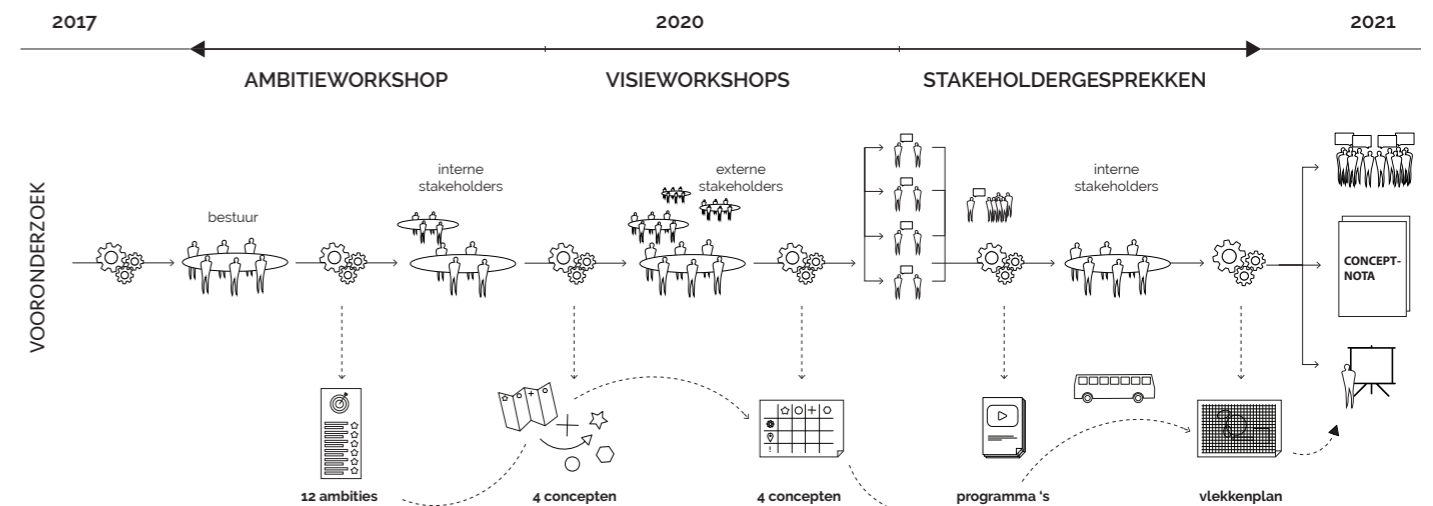 2017
2020
2021
AMBITIEWORKSHOP
VISIEWORKSHOPS
STAKEHOLDERGESPREKKEN
VOORONDERZOEK
bestuur
interne
stakeholders
externe
stakeholders
interne
stakeholders
CONCEPT-
NOTA
12 ambities
4 concepten
4 concepten
programma 's
vlekkenplan